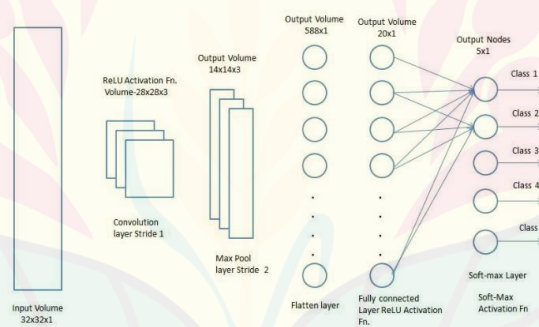 Input Volume
32x32x1
ReLU Activation Fn.
Volume-28x28x3
Convolution
layer Stride 1
Output Volume
14x14x3
Max Pool
layer Stride 2
Output Volume
588x1
Flatten layer
Output Volume
20x1
Fully connected
Layer ReLU Activation
Fn.
Output Nodes
5x1
Class 1
Class 2
Class 3
Class 4
Class
Soft-max Layer
Soft-Max
Activation Fn